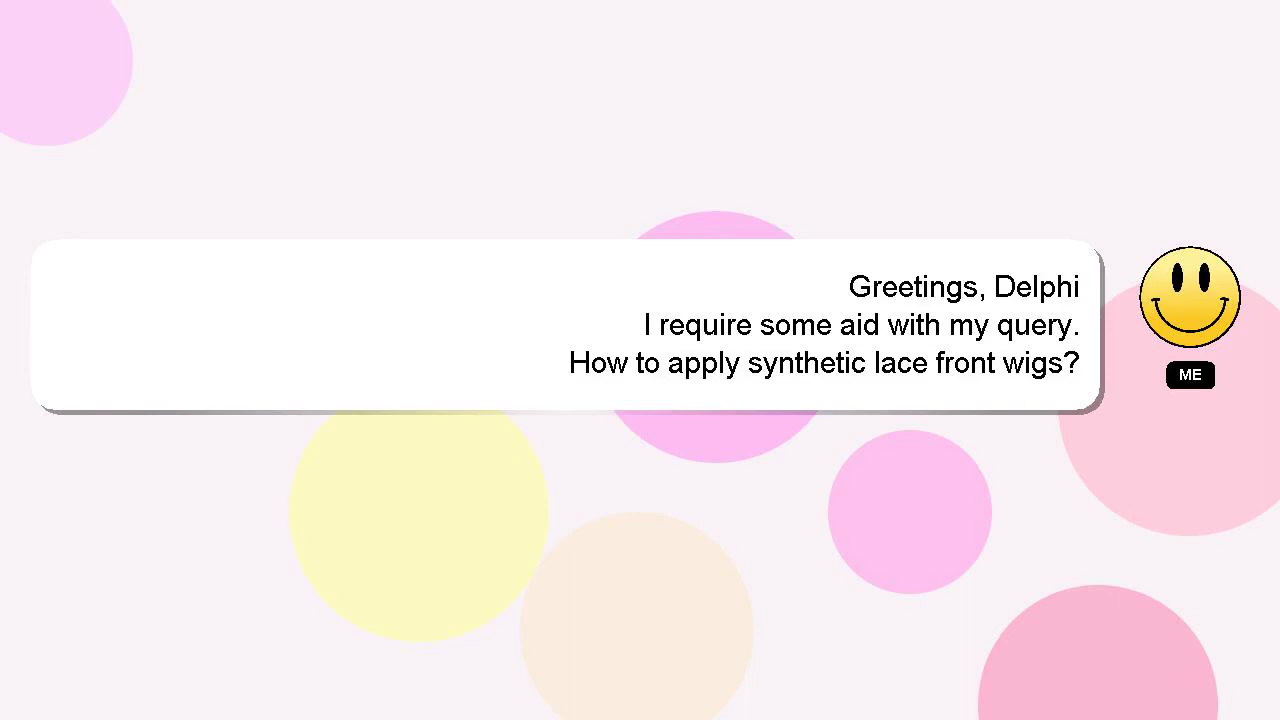 Greetings, Delphi
I require some aid with my query.
How to apply synthetic lace front wigs?
ME